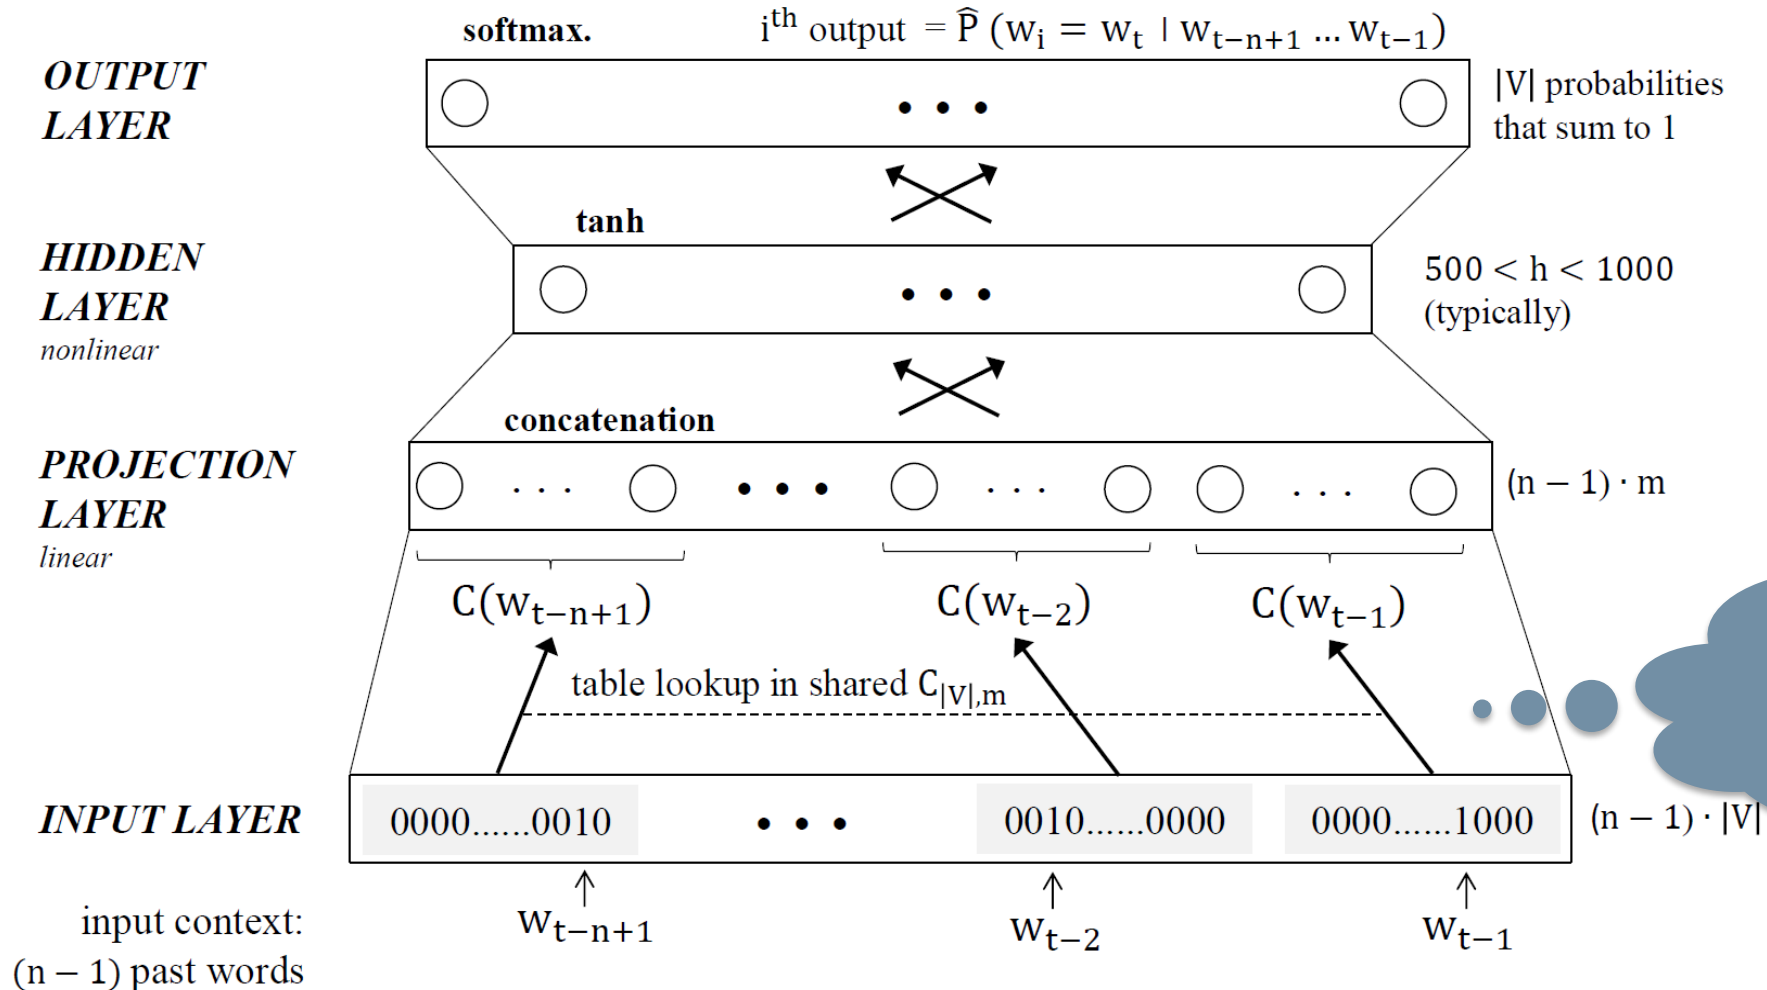 softmax.
iᵗʰ output = P̂ (wᵢ = wₜ | wₜ₋ₙ₊₁ … wₜ₋₁)
OUTPUT
LAYER
|V| probabilities
that sum to 1
tanh
HIDDEN
LAYER
nonlinear
500 < h < 1000
(typically)
concatenation
PROJECTION
LAYER
linear
. . .
. . .
. . .
(n − 1) · m
C(wₜ₋ₙ₊₁)
C(wₜ₋₂)
C(wₜ₋₁)
table lookup in shared C_|V|,m
INPUT LAYER
0000......0010
0010......0000
0000......1000
(n − 1) · |V|
input context:
(n − 1) past words
wₜ₋ₙ₊₁
wₜ₋₂
wₜ₋₁